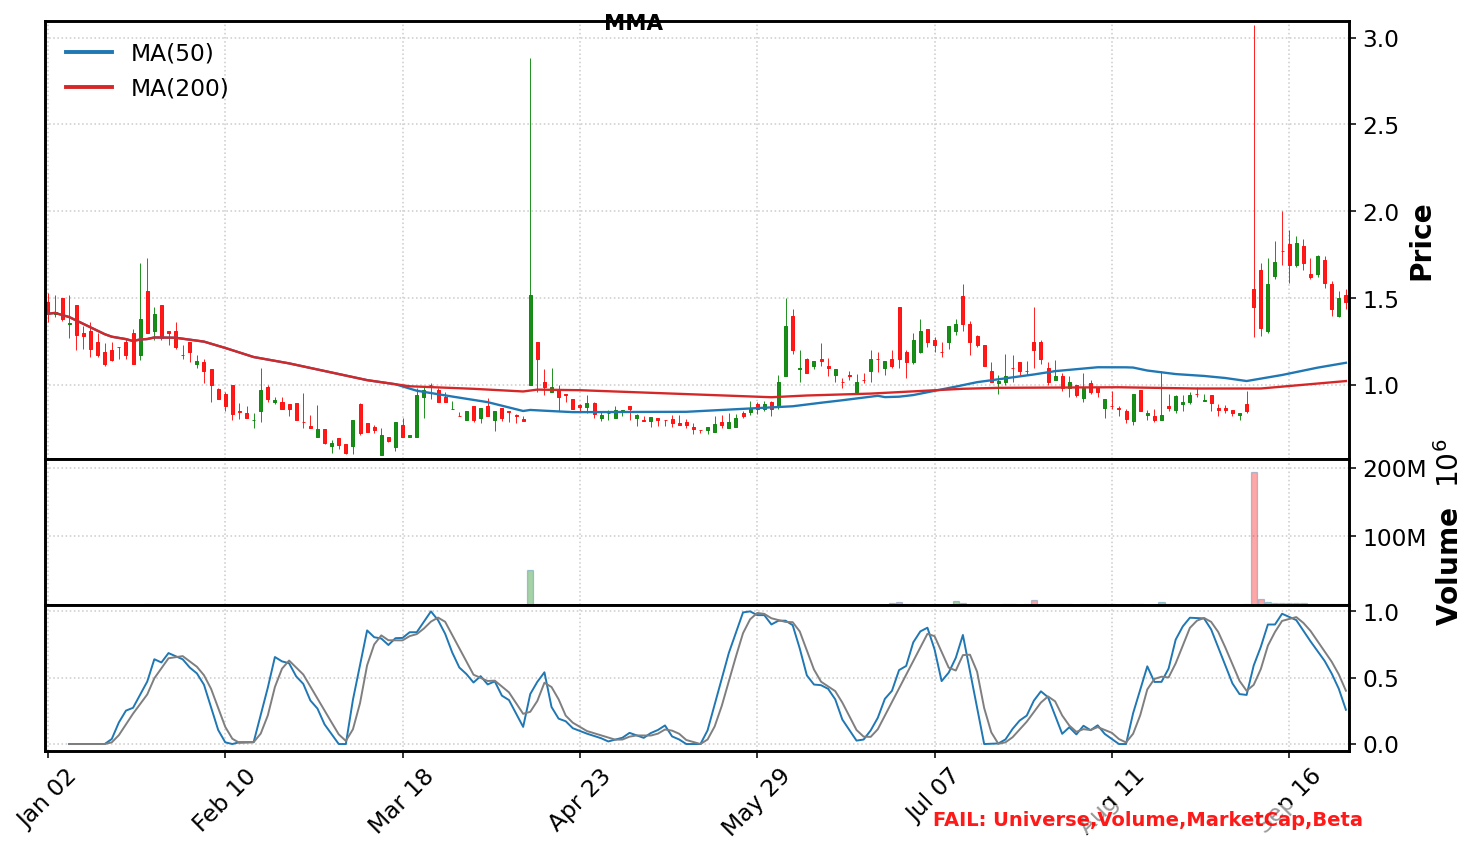 MMA
MA(50)
MA(200)
3.0
2.5
2.0
1.5
1.0
Price
200M
100M
Volume 10⁶
1.0
0.5
0.0
Jan 02
Feb 10
Mar 18
Apr 23
May 29
Jul 07
Aug 11
Sep 16
FAIL: Universe,Volume,MarketCap,Beta